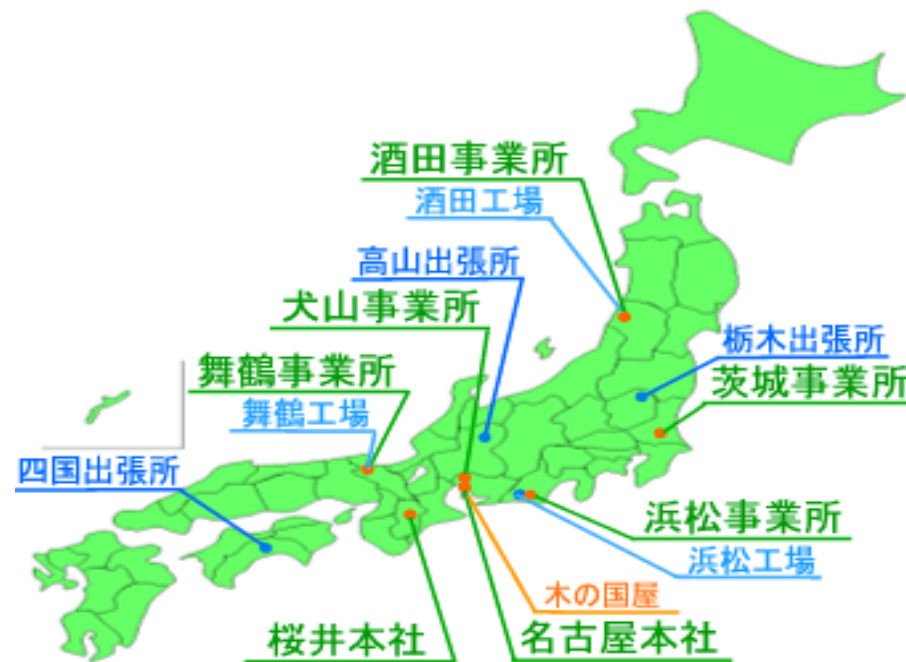 酒田事業所
酒田工場
高山出張所
犬山事業所
栃木出張所
舞鶴事業所
茨城事業所
舞鶴工場
四国出張所
浜松事業所
浜松工場
木の国屋
桜井本社
名古屋本社